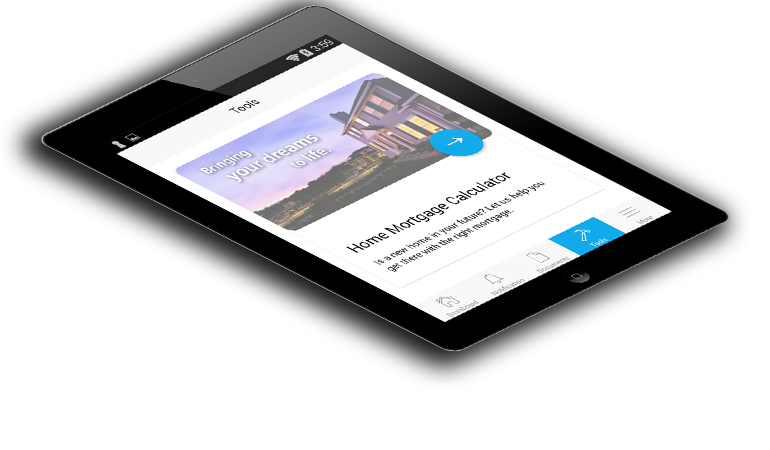 3:59
Tools
Bringing
your dreams
to life.
Home Mortgage Calculator
Is a new home in your future? Let us help you
get there with the right mortgage.
Dashboard
Notification
Documents
Tools
More